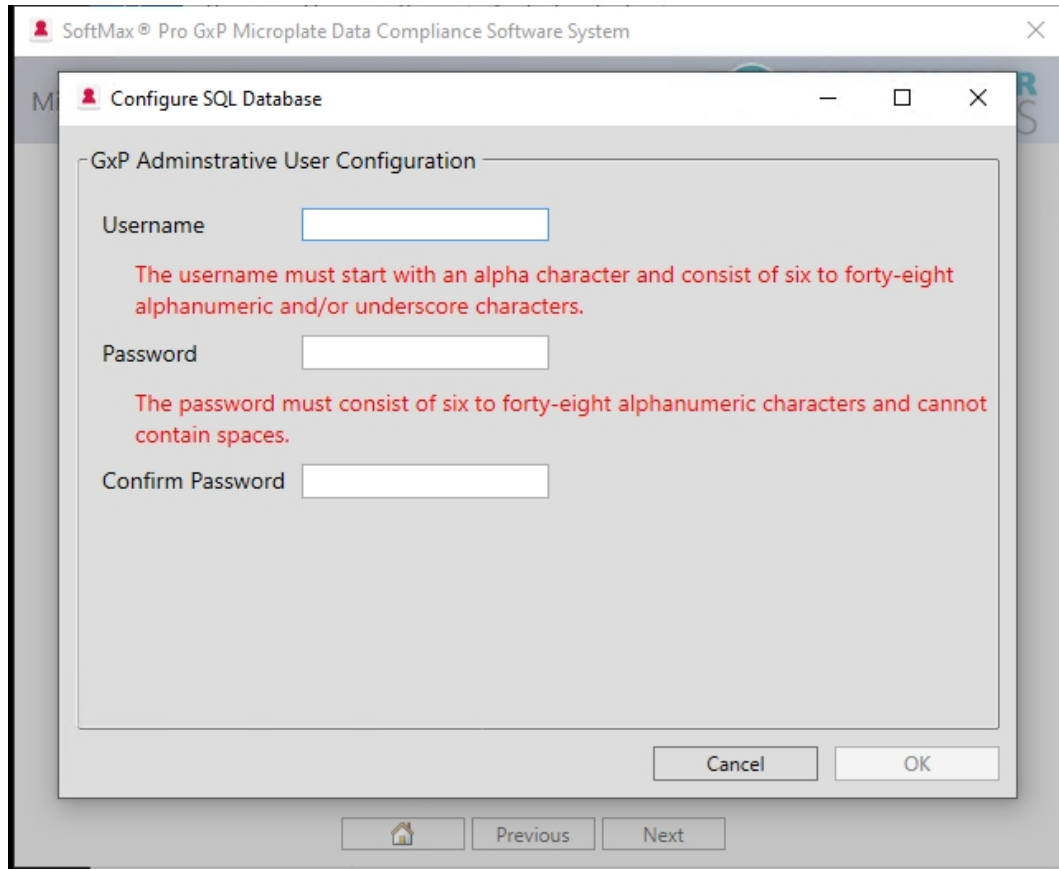 SoftMax® Pro GxP Microplate Data Compliance Software System
Mi
R
S
Configure SQL Database
GxP Adminstrative User Configuration
Username
The username must start with an alpha character and consist of six to forty-eight
alphanumeric and/or underscore characters.
Password
The password must consist of six to forty-eight alphanumeric characters and cannot
contain spaces.
Confirm Password
Cancel OK
Previous Next